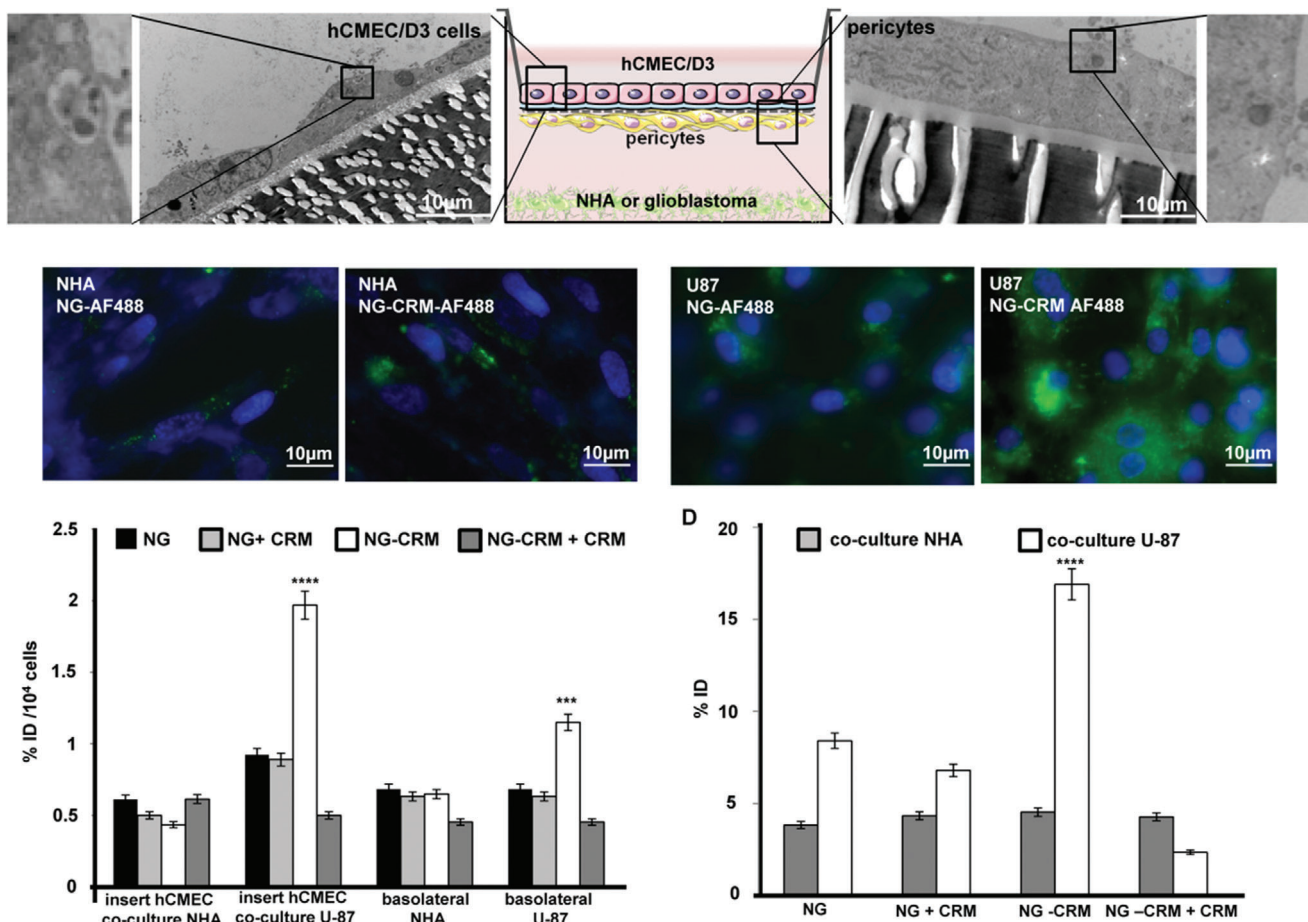 hCMEC/D3 cells
10µm
hCMEC/D3
pericytes
NHA or glioblastoma
pericytes
10µm
NHA
NG-AF488
10µm
NHA
NG-CRM-AF488
10µm
U87
NG-AF488
10µm
U87
NG-CRM AF488
10µm
2.5
2
1.5
1
0.5
0
% ID /10⁴ cells
NG
NG+ CRM
NG-CRM
NG-CRM + CRM
****
***
insert hCMEC
co-culture NHA
insert hCMEC
co-culture U-87
basolateral
NHA
basolateral
U-87
D
20
15
10
5
0
% ID
co-culture NHA
co-culture U-87
****
NG
NG + CRM
NG -CRM
NG –CRM + CRM